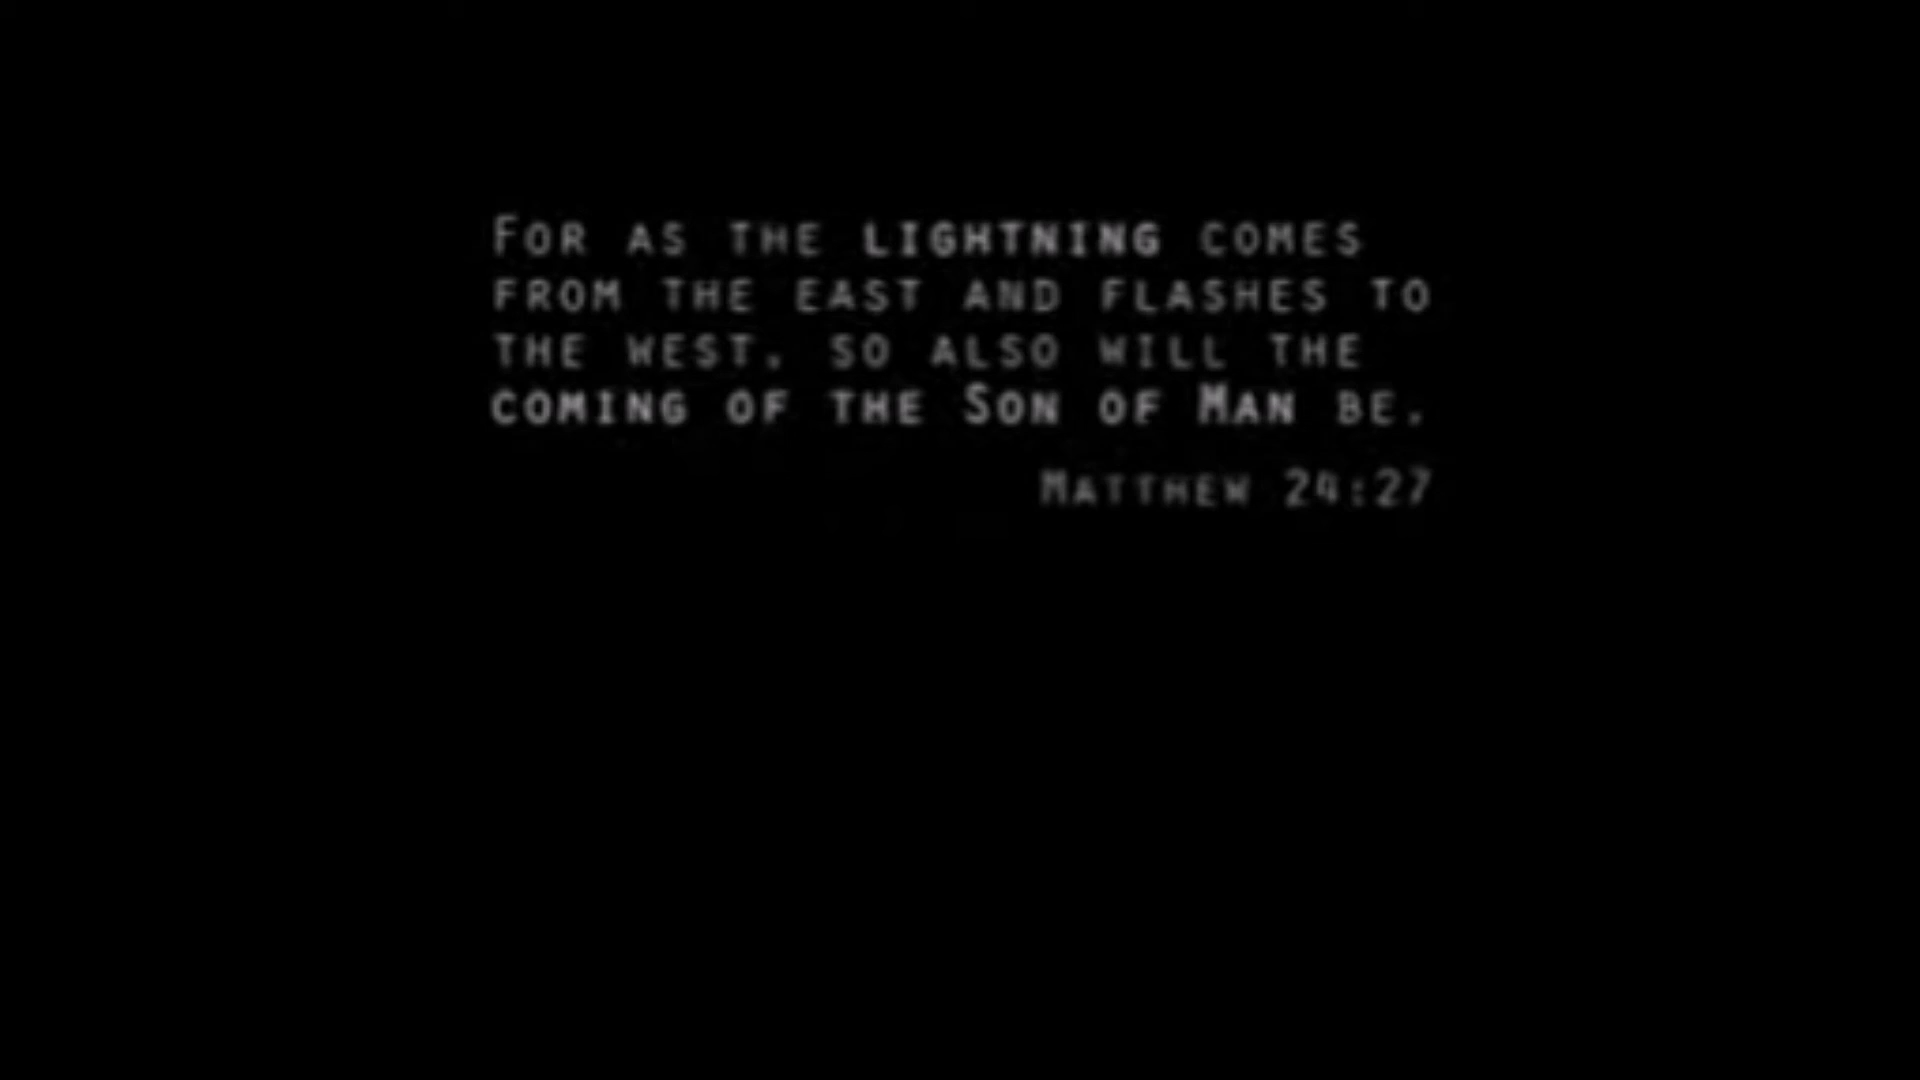 For as the lightning comes
from the east and flashes to
the west, so also will the
coming of the Son of Man be.
Matthew 24:27